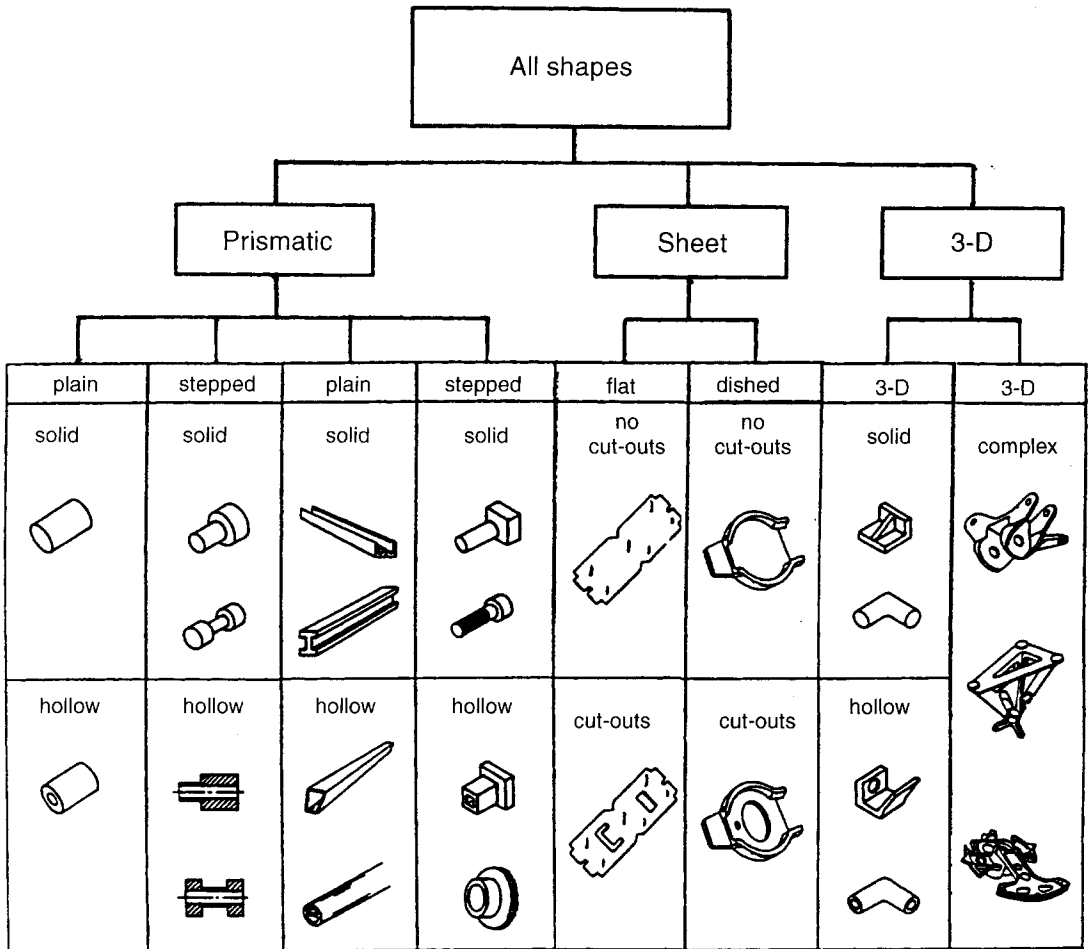 All shapes
Prismatic
Sheet
3-D
plain
stepped
plain
stepped
flat
dished
3-D
3-D
solid
solid
solid
solid
no
cut-outs
no
cut-outs
solid
complex
hollow
hollow
hollow
hollow
cut-outs
cut-outs
hollow